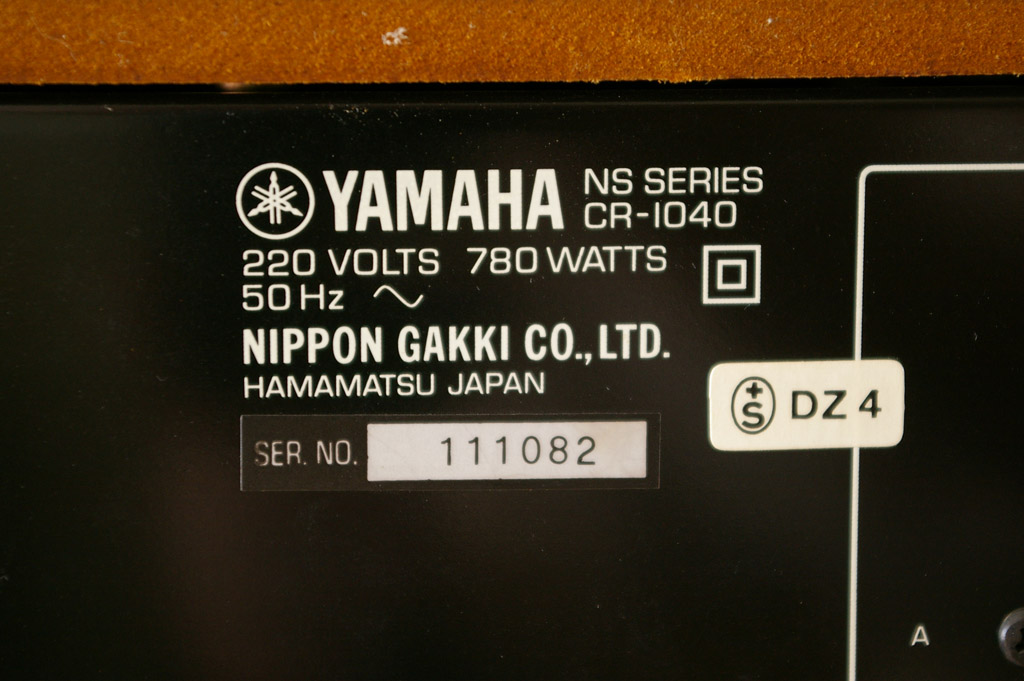 YAMAHA NS SERIES
CR-1040
220 VOLTS 780 WATTS
50 Hz
NIPPON GAKKI CO., LTD.
HAMAMATSU JAPAN
+S DZ 4
SER. NO. 111082
A